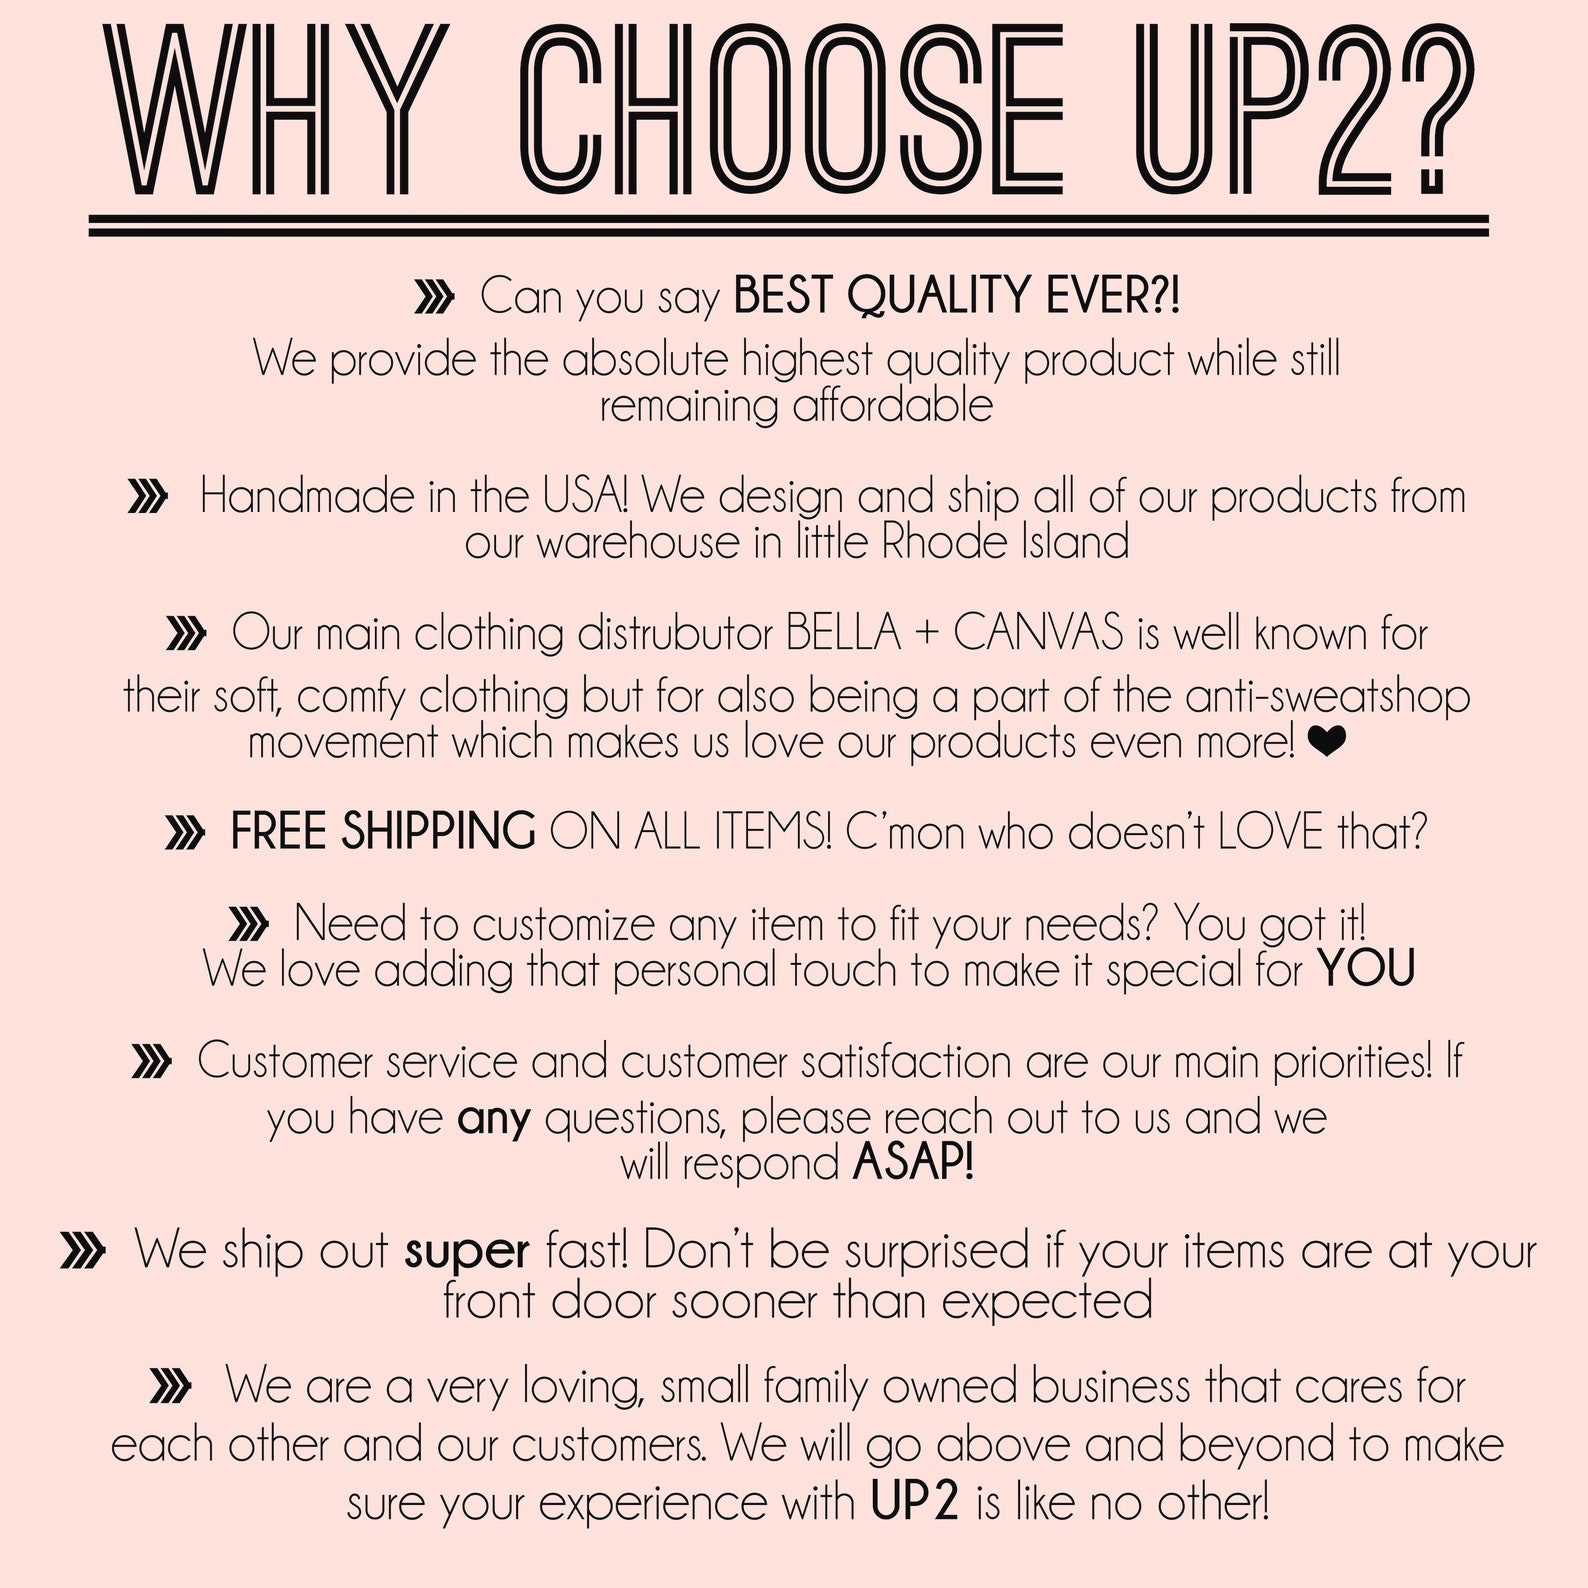 WHY CHOOSE UP2?
Can you say BEST QUALITY EVER?!
We provide the absolute highest quality product while still
remaining affordable
Handmade in the USA! We design and ship all of our products from
our warehouse in little Rhode Island
Our main clothing distrubutor BELLA + CANVAS is well known for
their soft, comfy clothing but for also being a part of the anti-sweatshop
movement which makes us love our products even more! ♥
FREE SHIPPING ON ALL ITEMS! C'mon who doesn't LOVE that?
Need to customize any item to fit your needs? You got it!
We love adding that personal touch to make it special for YOU
Customer service and customer satisfaction are our main priorities! If
you have any questions, please reach out to us and we
will respond ASAP!
We ship out super fast! Don't be surprised if your items are at your
front door sooner than expected
We are a very loving, small family owned business that cares for
each other and our customers. We will go above and beyond to make
sure your experience with UP2 is like no other!